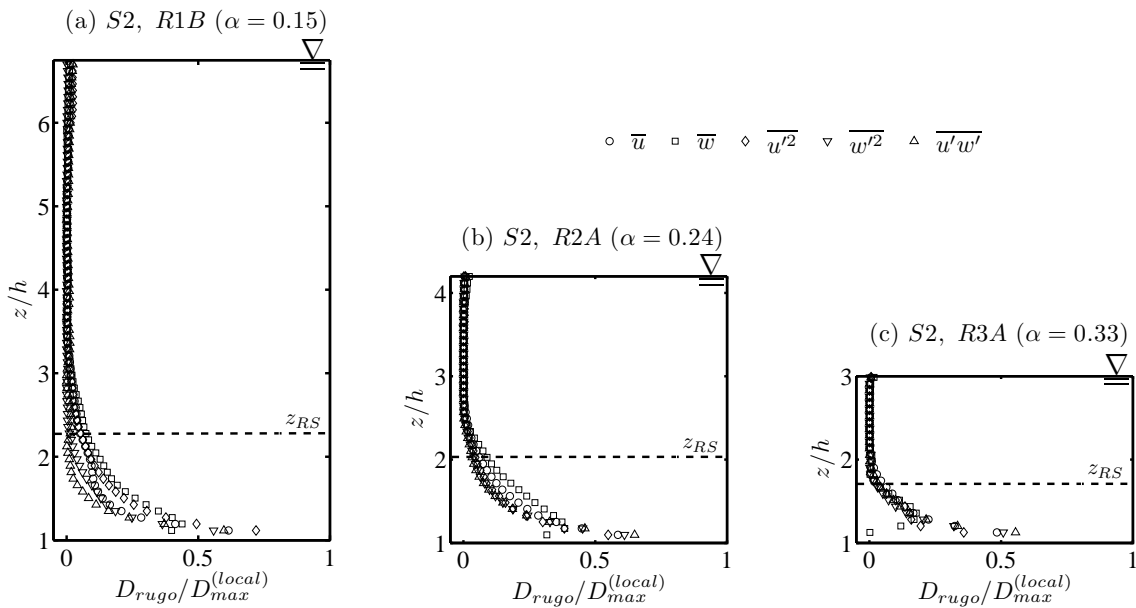 (a) S2, R1B (α = 0.15)
z/h
6
5
4
3
2
1
z_RS
0 0.5 1
D_rugo/D_max^(local)
○ \overline{u} □ \overline{w} ◇ \overline{u'^2} ▽ \overline{w'^2} △ \overline{u'w'}
(b) S2, R2A (α = 0.24)
z/h
4
3
2
1
z_RS
0 0.5 1
D_rugo/D_max^(local)
(c) S2, R3A (α = 0.33)
z/h
3
2
1
z_RS
0 0.5 1
D_rugo/D_max^(local)